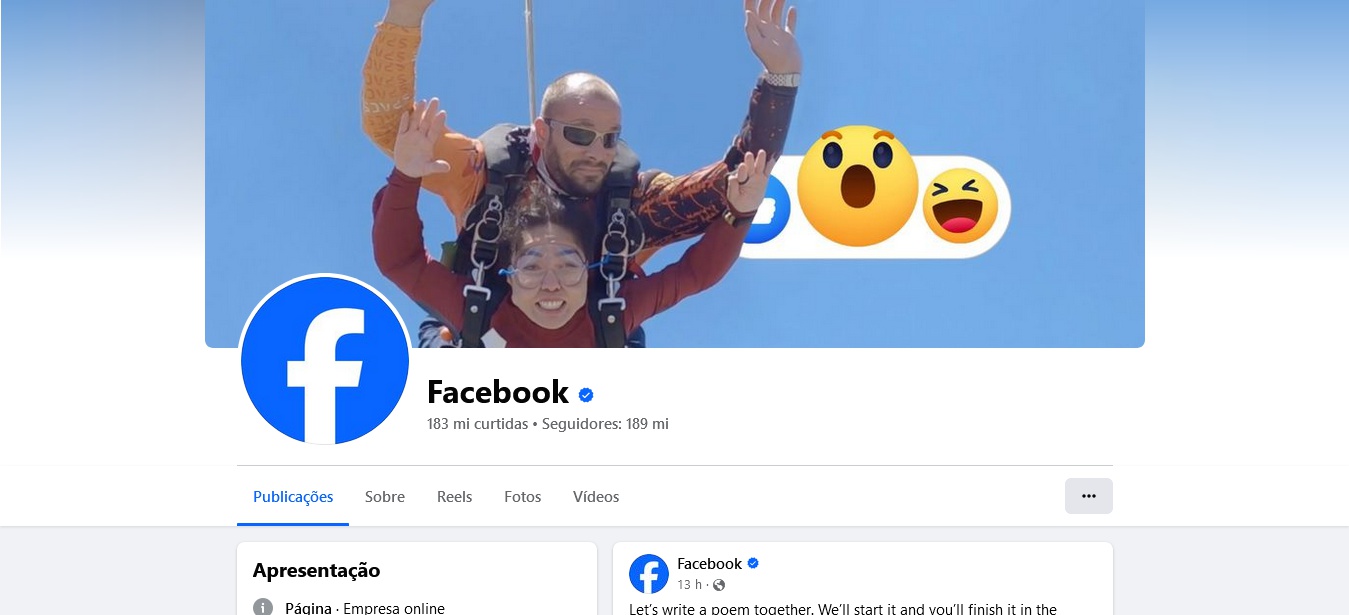 Facebook
183 mi curtidas • Seguidores: 189 mi
Publicações
Sobre
Reels
Fotos
Vídeos
Apresentação
Página · Empresa online
Facebook
13 h ·
Let's write a poem together. We'll start it and you'll finish it in the